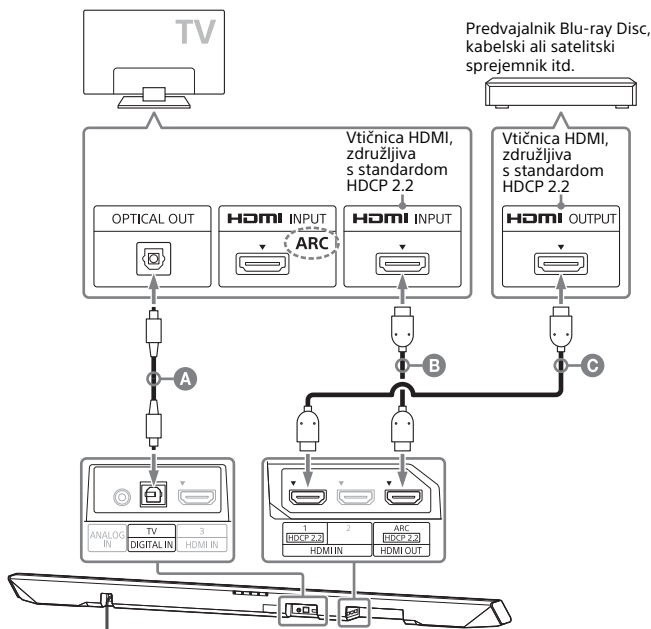 TV
Predvajalnik Blu-ray Disc,
kabelski ali satelitski
sprejemnik itd.
Vtičnica HDMI,
združljiva
s standardom
HDCP 2.2
Vtičnica HDMI,
združljiva
s standardom
HDCP 2.2
OPTICAL OUT
HDMI INPUT
ARC
HDMI INPUT
HDMI OUTPUT
A
B
C
ANALOG
IN
TV
DIGITAL IN
3
HDMI IN
1
HDCP 2.2
2
HDMI IN
ARC
HDCP 2.2
HDMI OUT